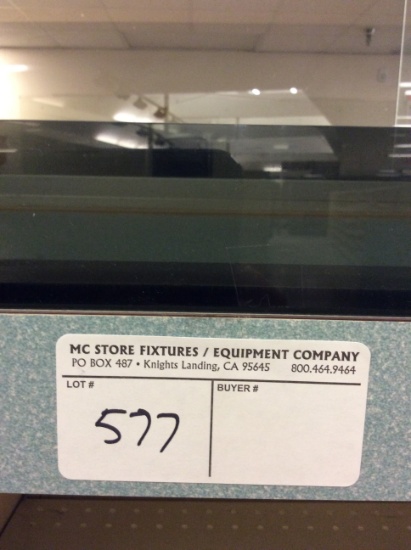 MC STORE FIXTURES / EQUIPMENT COMPANY
PO BOX 487 • Knights Landing, CA 95645 800.464.9464
LOT # BUYER #
577